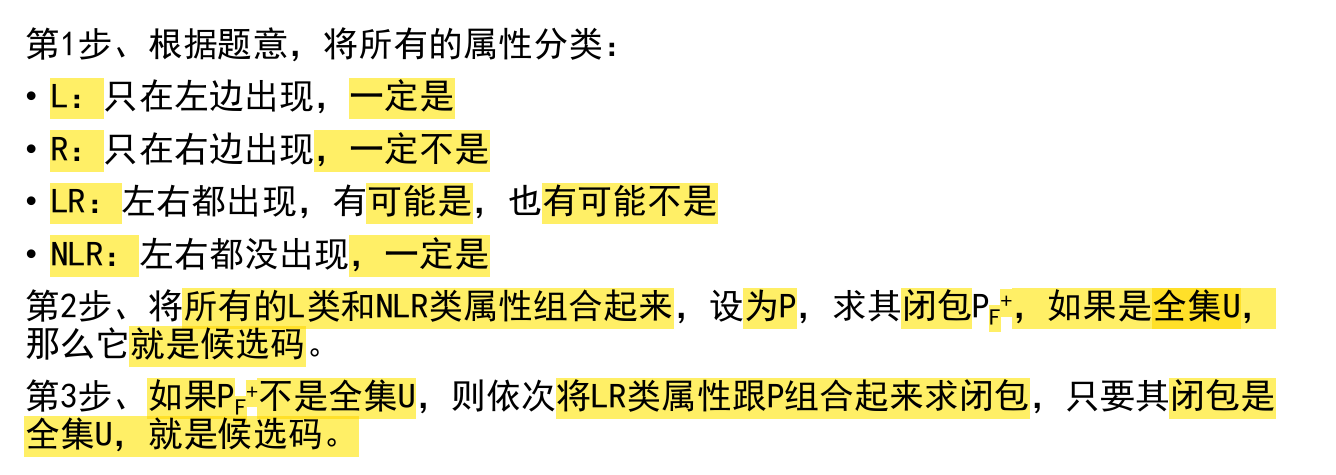 第1步、根据题意，将所有的属性分类：
• L：只在左边出现，一定是
• R：只在右边出现，一定不是
• LR：左右都出现，有可能是，也有可能不是
• NLR：左右都没出现，一定是
第2步、将所有的L类和NLR类属性组合起来，设为P，求其闭包P_F^+，如果是全集U，
那么它就是候选码。
第3步、如果P_F^+不是全集U，则依次将LR类属性跟P组合起来求闭包，只要其闭包是
全集U，就是候选码。